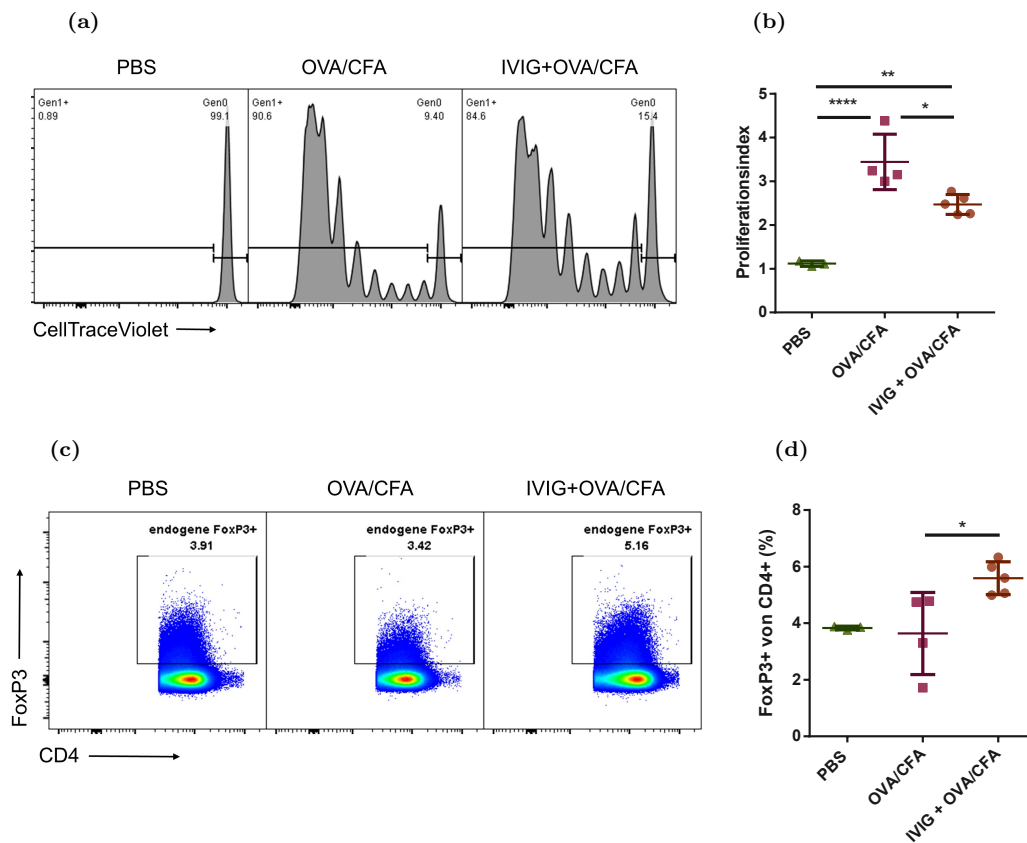 (a)
PBS
OVA/CFA
IVIG+OVA/CFA
Gen1+
0.89
Gen0
99.1
Gen1+
90.6
Gen0
9.40
Gen1+
84.6
Gen0
15.4
CellTraceViolet
(b)
Proliferationsindex
5
4
3
2
1
0
**
****
*
PBS
OVA/CFA
IVIG + OVA/CFA
(c)
PBS
OVA/CFA
IVIG+OVA/CFA
endogene FoxP3+
3.91
endogene FoxP3+
3.42
endogene FoxP3+
5.16
FoxP3
CD4
(d)
FoxP3+ von CD4+ (%)
8
6
4
2
0
*
PBS
OVA/CFA
IVIG + OVA/CFA